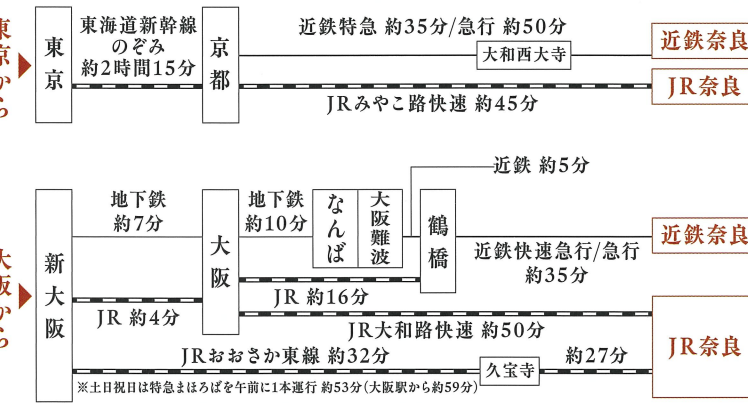 東京から
東京
東海道新幹線
のぞみ
約2時間15分
京都
近鉄特急 約35分/急行 約50分
大和西大寺
近鉄奈良
JR奈良
JRみやこ路快速 約45分
大阪から
新大阪
地下鉄
約7分
JR 約4分
大阪
地下鉄
約10分
なんば
大阪難波
近鉄 約5分
鶴橋
JR 約16分
近鉄快速急行/急行
約35分
近鉄奈良
JR大和路快速 約50分
JRおおさか東線 約32分
久宝寺
約27分
JR奈良
※土日祝日は特急まほろばを午前に1本運行 約53分(大阪駅から約59分)